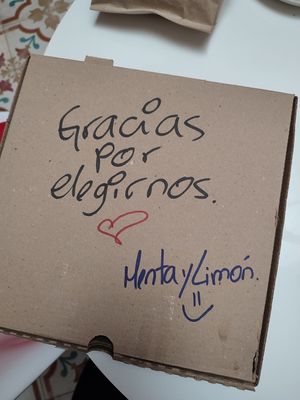 Gracias
por
elegirnos.
Menta y Limón.